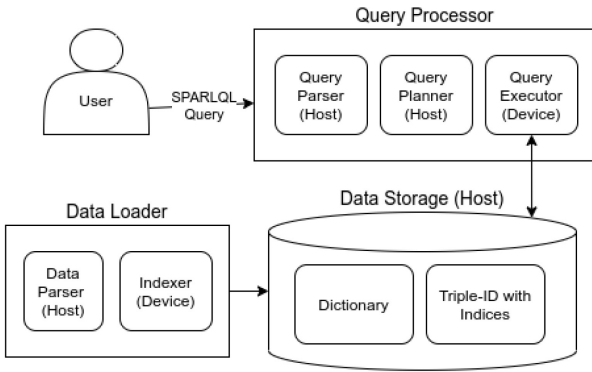 Query Processor
User
SPARLQL
Query
Query
Parser
(Host)
Query
Planner
(Host)
Query
Executor
(Device)
Data Loader
Data
Parser
(Host)
Indexer
(Device)
Data Storage (Host)
Dictionary
Triple-ID with
Indices